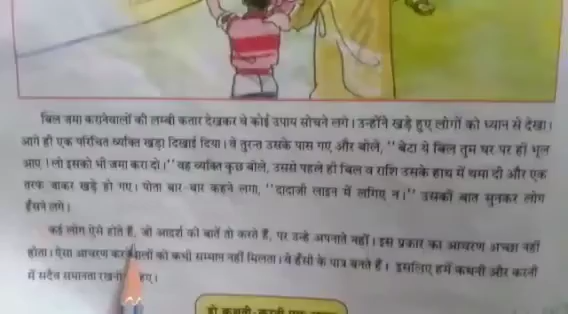 बिल जमा करानेवालों की लम्बी कतार देखकर वे कोई उपाय सोचने लगे। उन्होंने खड़े हुए लोगों को ध्यान से देखा।
आगे ही एक परिचित व्यक्ति खड़ा दिखाई दिया। वे तुरन्त उसके पास गए और बोले, ''बेटा ये बिल तुम घर पर ही भूल
आए। लो इसको भी जमा करा दो।'' वह व्यक्ति कुछ बोले, उससे पहले ही बिल व राशि उसके हाथ में थमा दी और एक
तरफ जाकर खड़े हो गए। पोता बार-बार कहने लगा, ''दादाजी लाइन में लगिए न।'' उसकी बात सुनकर लोग
हँसने लगे।
कई लोग ऐसे होते हैं, जो आदर्श की बातें तो करते हैं, पर उन्हें अपनाते नहीं। इस प्रकार का आचरण अच्छा नहीं
होता। ऐसा आचरण करने वालों को कभी सम्मान नहीं मिलता। वे हँसी के पात्र बनते हैं। इसलिए हमें कथनी और करनी
में सदैव समानता रखनी